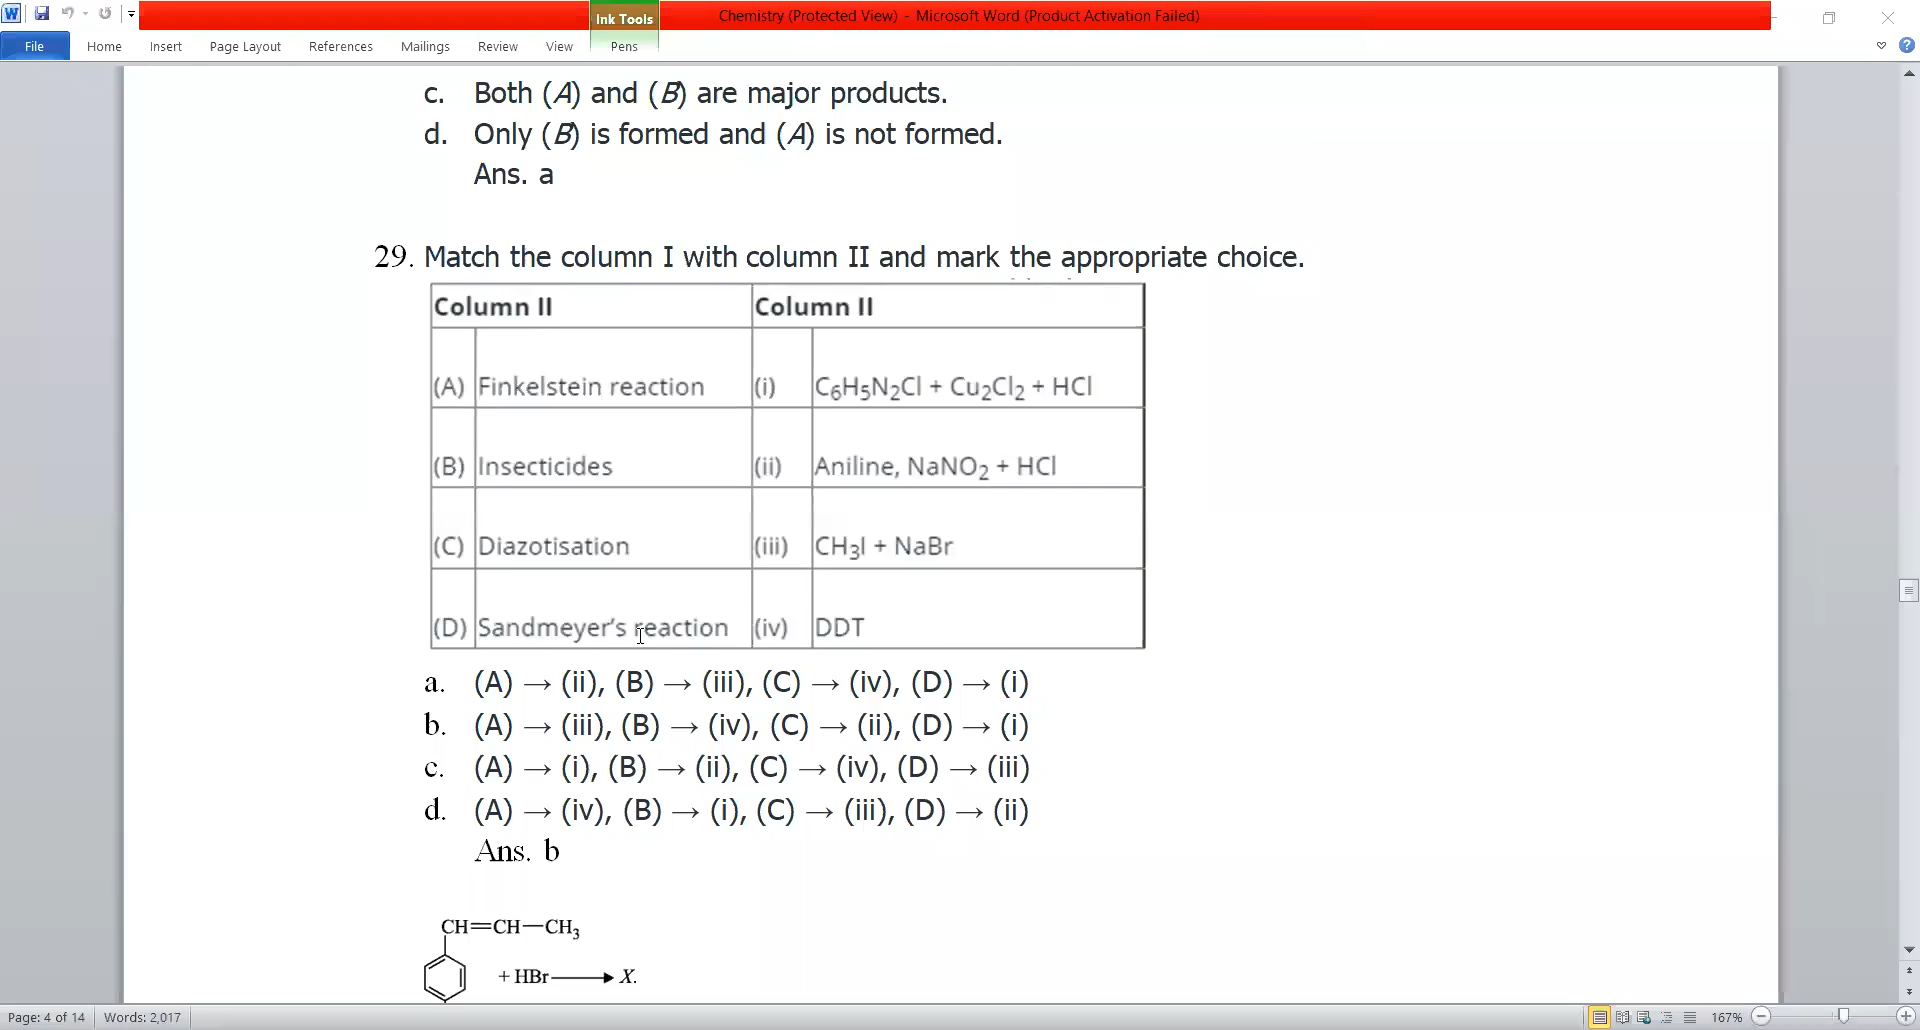 Ink Tools
Chemistry (Protected View) - Microsoft Word (Product Activation Failed)
File Home Insert Page Layout References Mailings Review View Pens
c. Both (A) and (B) are major products.
d. Only (B) is formed and (A) is not formed.
Ans. a
29. Match the column I with column II and mark the appropriate choice.
Column II Column II
(A) Finkelstein reaction (i) C₆H₅N₂Cl + Cu₂Cl₂ + HCl
(B) Insecticides (ii) Aniline, NaNO₂ + HCl
(C) Diazotisation (iii) CH₃I + NaBr
(D) Sandmeyer's reaction (iv) DDT
a. (A) → (ii), (B) → (iii), (C) → (iv), (D) → (i)
b. (A) → (iii), (B) → (iv), (C) → (ii), (D) → (i)
c. (A) → (i), (B) → (ii), (C) → (iv), (D) → (iii)
d. (A) → (iv), (B) → (i), (C) → (iii), (D) → (ii)
Ans. b
CH=CH—CH₃
+ HBr → X.
Page: 4 of 14 Words: 2,017 167%